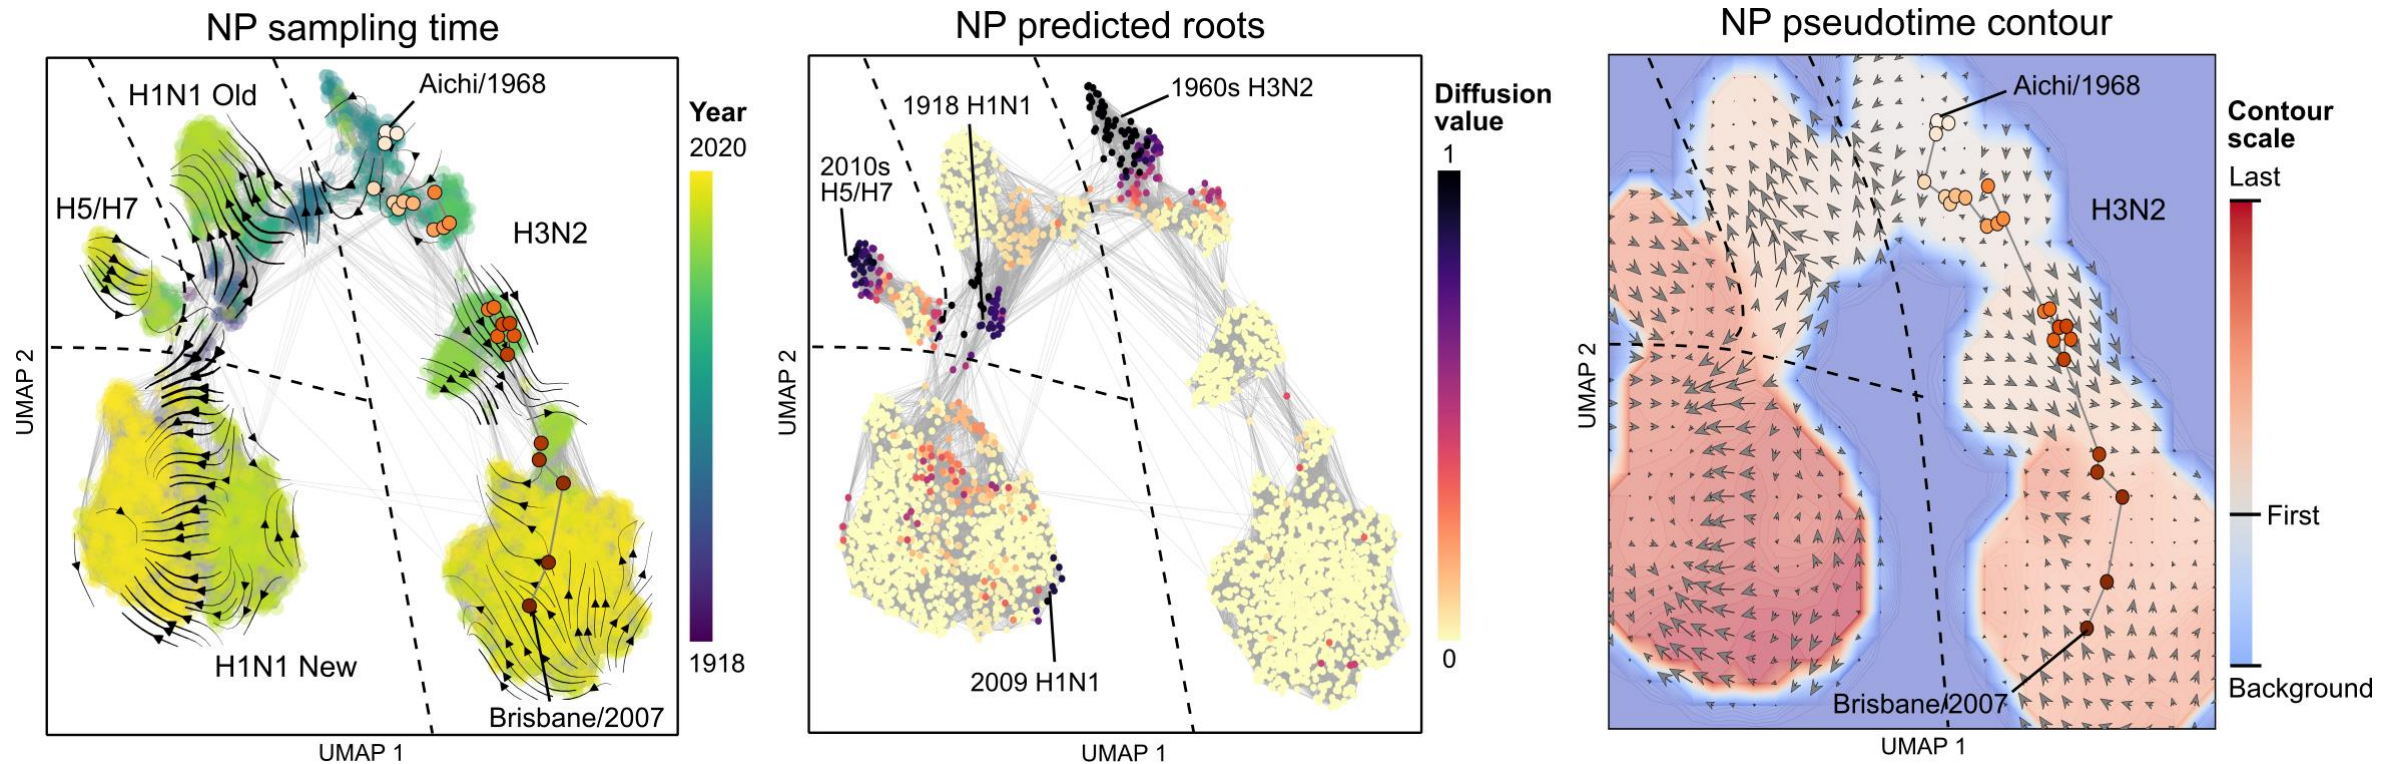 NP sampling time
H1N1 Old
Aichi/1968
H5/H7
H3N2
H1N1 New
Brisbane/2007
UMAP 2
UMAP 1
Year
2020
1918
NP predicted roots
1918 H1N1
1960s H3N2
2010s
H5/H7
2009 H1N1
UMAP 2
UMAP 1
Diffusion
value
1
0
NP pseudotime contour
Aichi/1968
H3N2
Brisbane/2007
UMAP 2
UMAP 1
Contour
scale
Last
First
Background